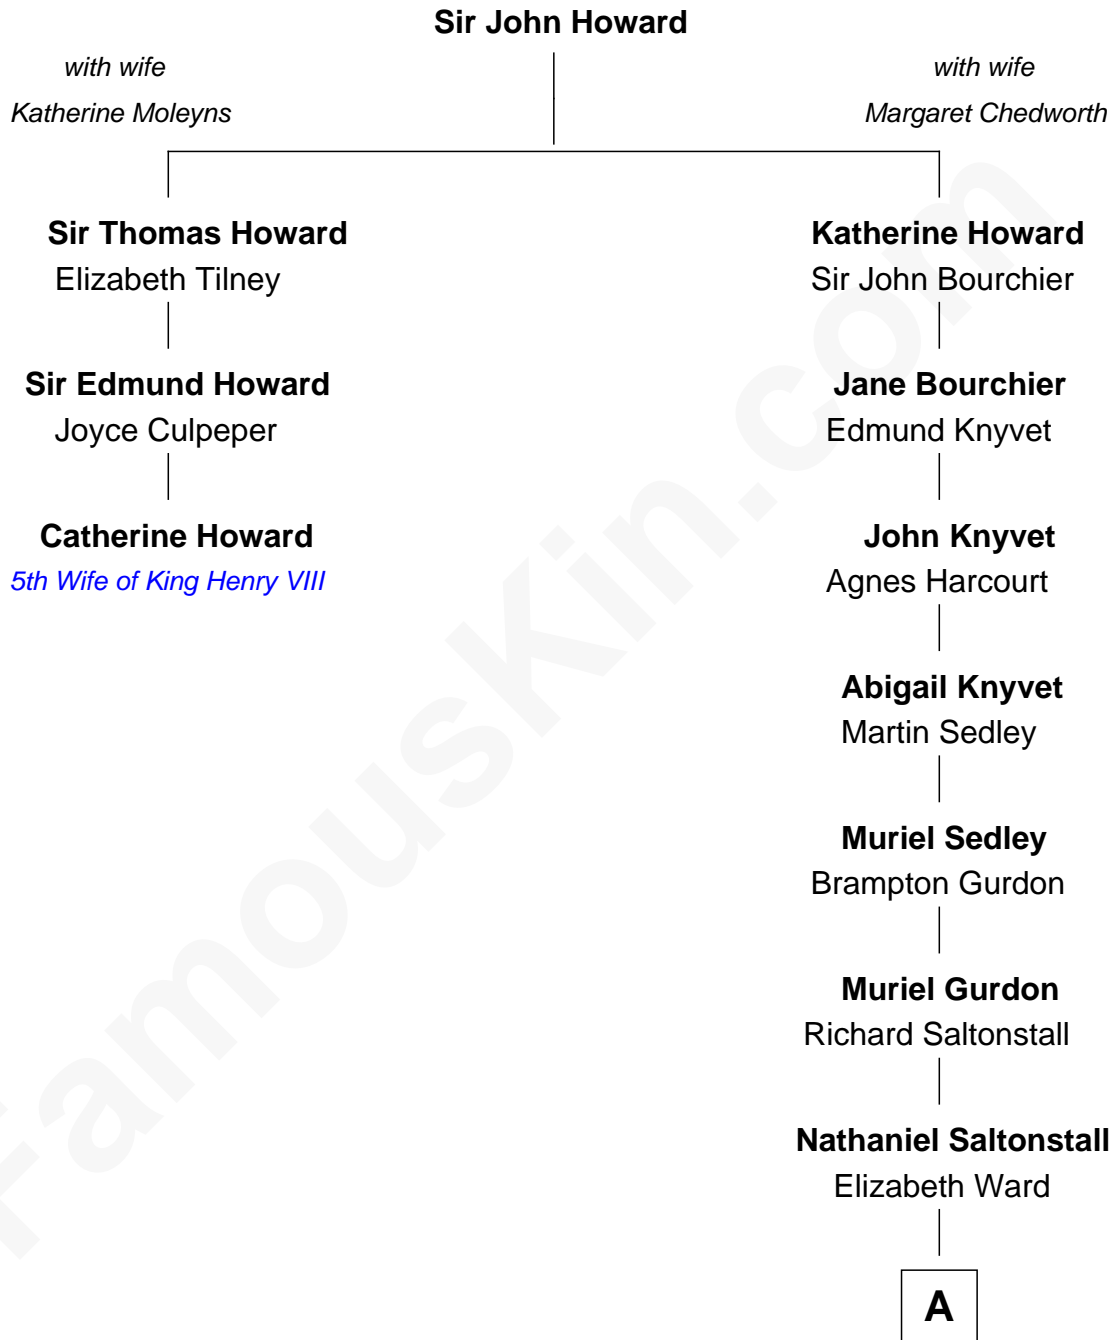 Sir John Howard
with wife
Katherine Moleyns
with wife
Margaret Chedworth
Sir Thomas Howard
Elizabeth Tilney
Katherine Howard
Sir John Bourchier
Sir Edmund Howard
Joyce Culpeper
Jane Bourchier
Edmund Knyvet
Catherine Howard
5th Wife of King Henry VIII
John Knyvet
Agnes Harcourt
Abigail Knyvet
Martin Sedley
Muriel Sedley
Brampton Gurdon
Muriel Gurdon
Richard Saltonstall
Nathaniel Saltonstall
Elizabeth Ward
A
FamousKin.com